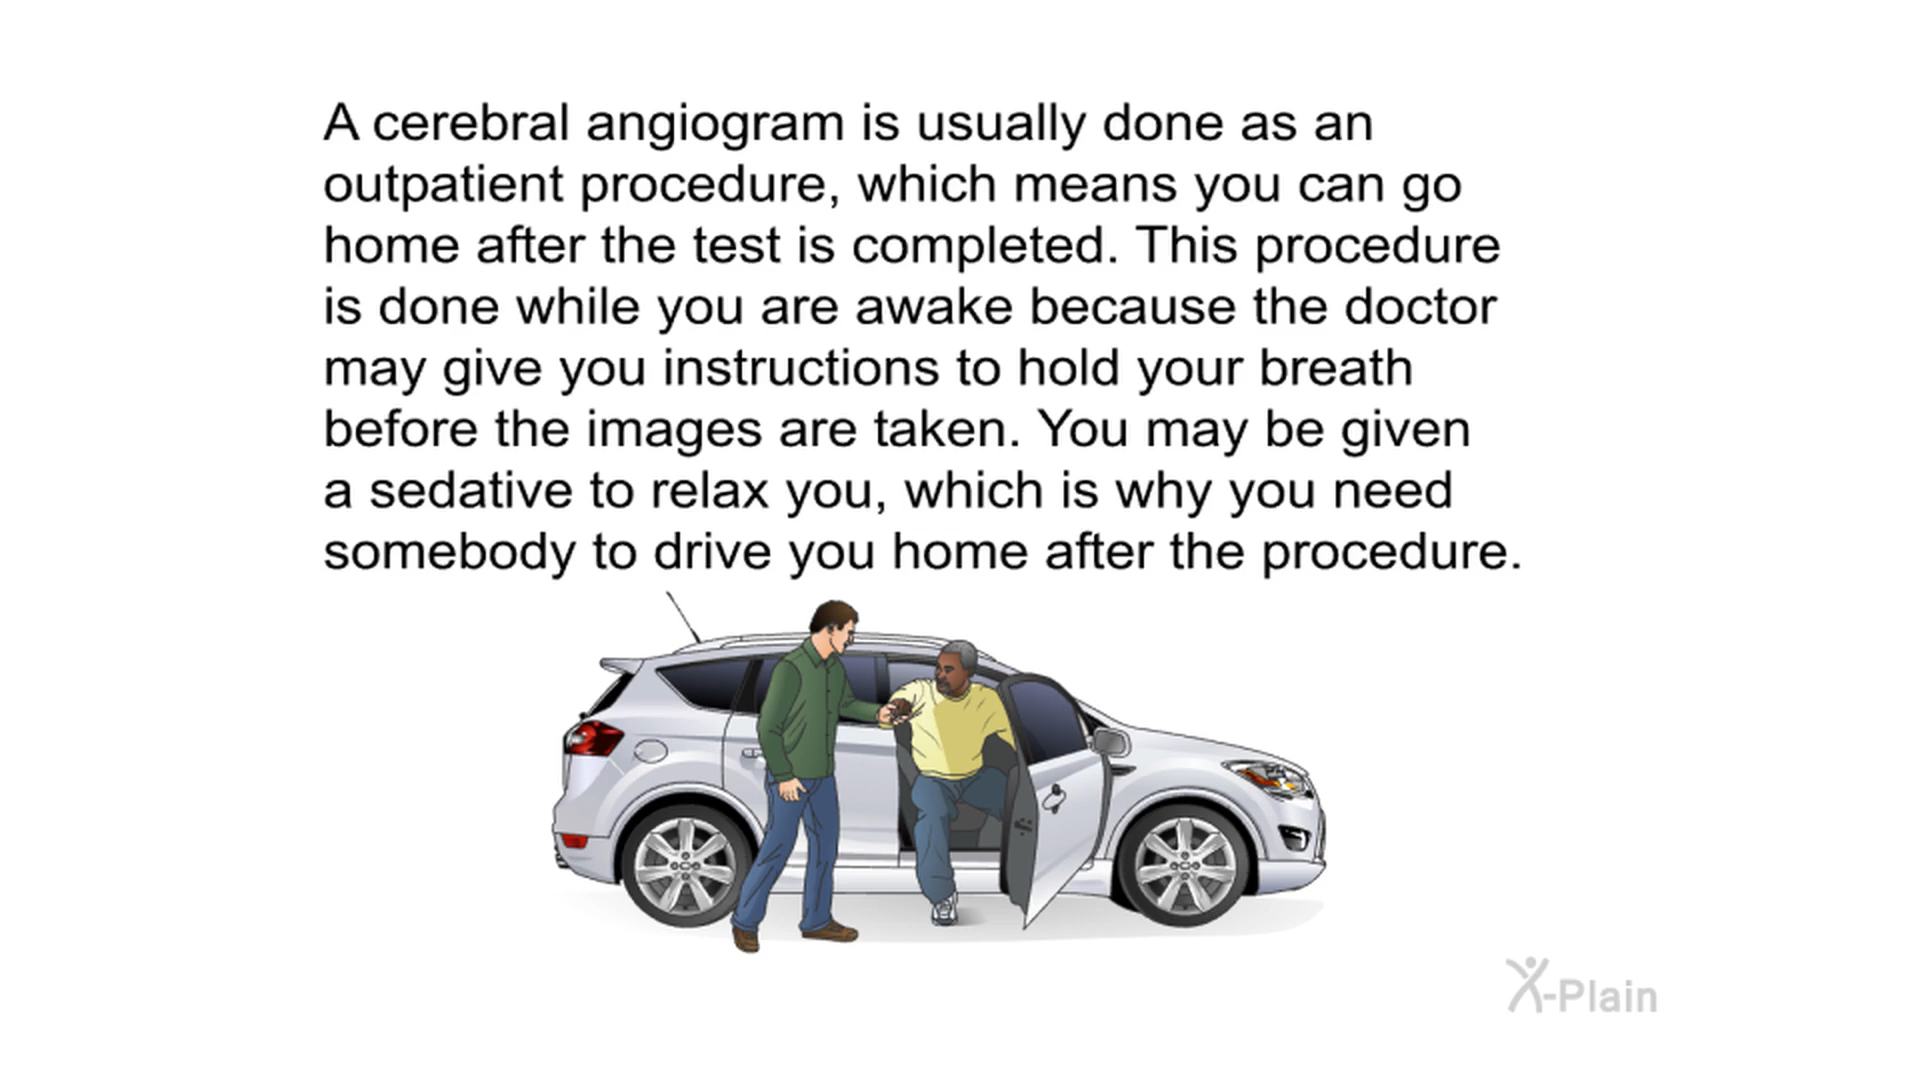 A cerebral angiogram is usually done as an
outpatient procedure, which means you can go
home after the test is completed. This procedure
is done while you are awake because the doctor
may give you instructions to hold your breath
before the images are taken. You may be given
a sedative to relax you, which is why you need
somebody to drive you home after the procedure.
X-Plain